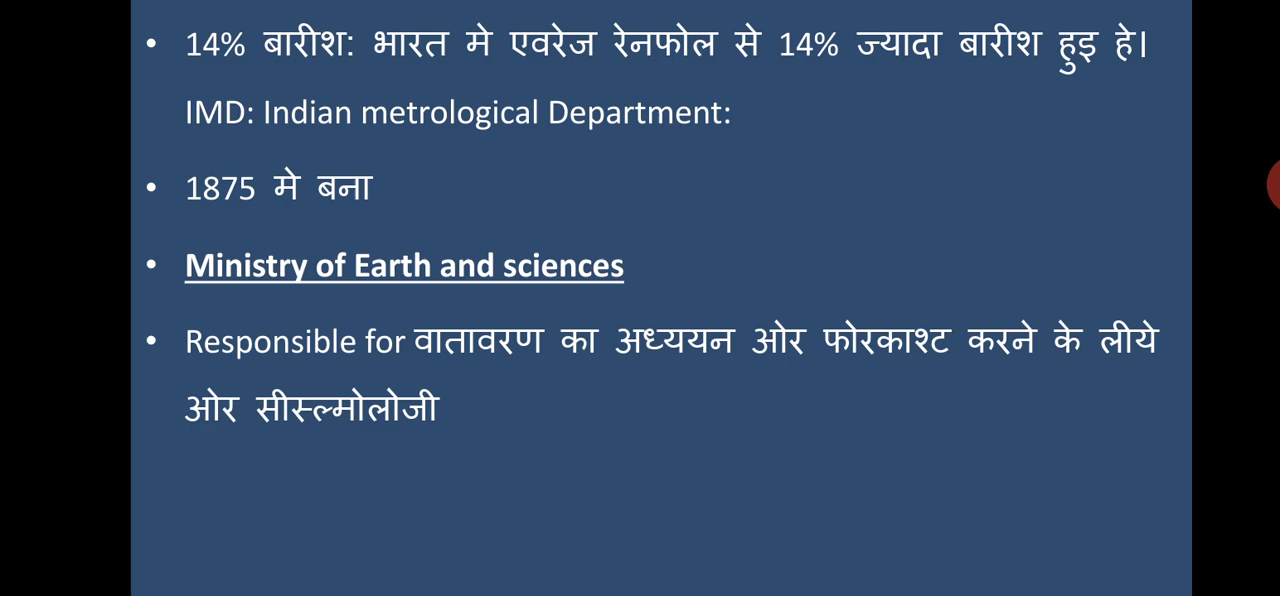 • 14% बारीश: भारत मे एवरेज रेनफोल से 14% ज्यादा बारीश हुइ हे।
IMD: Indian metrological Department:
• 1875 मे बना
• Ministry of Earth and sciences
• Responsible for वातावरण का अध्ययन ओर फोरकाश्ट करने के लीये
ओर सीस्ल्मोलोजी